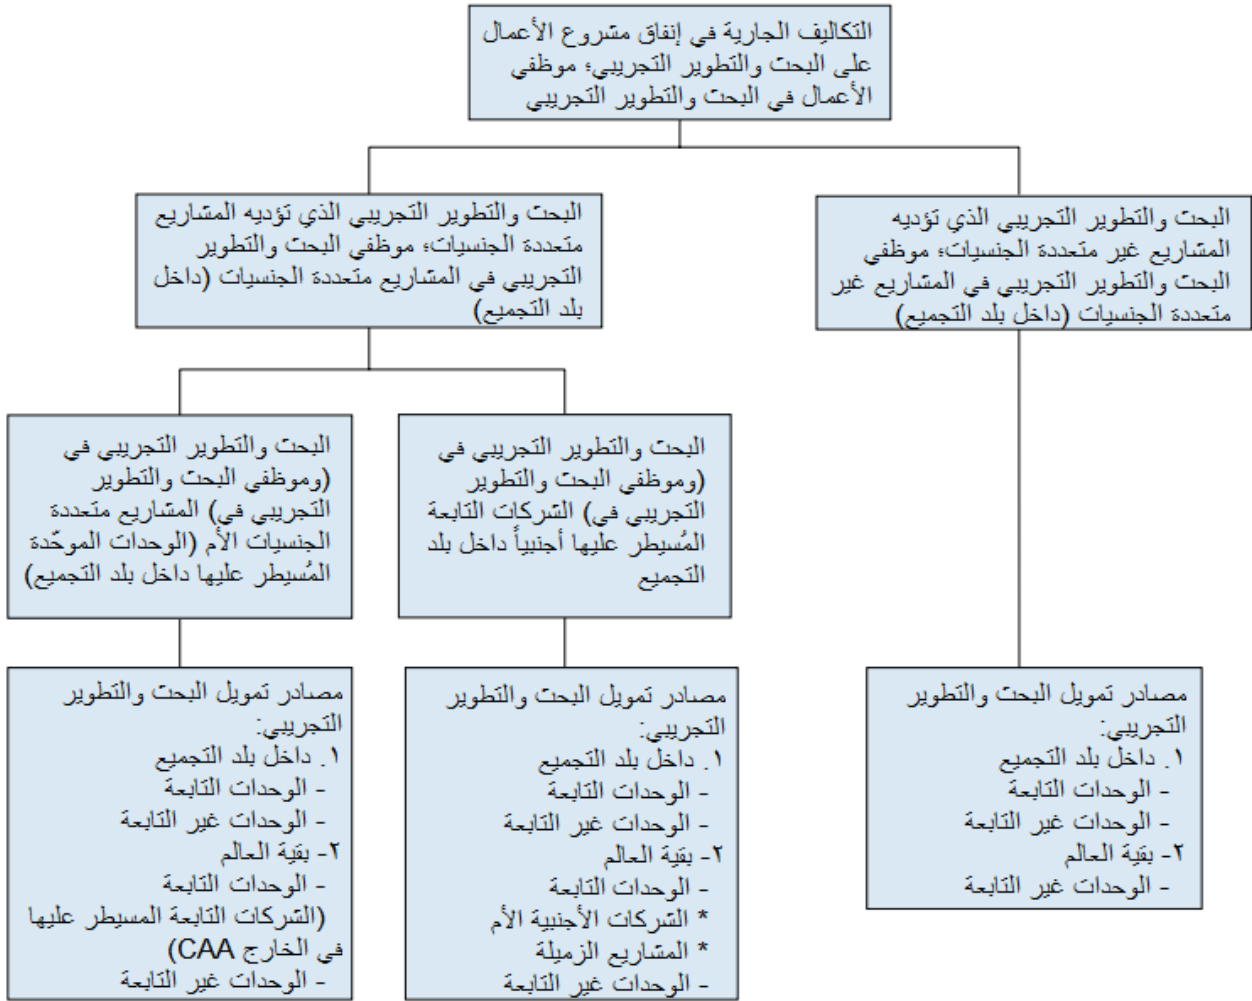 التكاليف الجارية في إنفاق مشروع الأعمال
على البحث والتطوير التجريبي؛ موظفي
الأعمال في البحث والتطوير التجريبي
البحث والتطوير التجريبي الذي تؤديه
المشاريع غير متعددة الجنسيات؛ موظفي
البحث والتطوير التجريبي في المشاريع غير
متعددة الجنسيات (داخل بلد التجميع)
البحث والتطوير التجريبي الذي تؤديه المشاريع
متعددة الجنسيات؛ موظفي البحث والتطوير
التجريبي في المشاريع متعددة الجنسيات (داخل
بلد التجميع)
البحث والتطوير التجريبي في
(وموظفي البحث والتطوير
التجريبي في) الشركات التابعة
المُسيطر عليها أجنبياً داخل بلد
التجميع
البحث والتطوير التجريبي في
(وموظفي البحث والتطوير
التجريبي في) المشاريع متعددة
الجنسيات الأم (الوحدات الموحّدة
المُسيطر عليها داخل بلد التجميع)
مصادر تمويل البحث والتطوير
التجريبي:
١. داخل بلد التجميع
- الوحدات التابعة
- الوحدات غير التابعة
٢- بقية العالم
- الوحدات غير التابعة
مصادر تمويل البحث والتطوير
التجريبي:
١. داخل بلد التجميع
- الوحدات التابعة
- الوحدات غير التابعة
٢- بقية العالم
- الوحدات التابعة
* الشركات الأجنبية الأم
* المشاريع الزميلة
- الوحدات غير التابعة
مصادر تمويل البحث والتطوير
التجريبي:
١. داخل بلد التجميع
- الوحدات التابعة
- الوحدات غير التابعة
٢- بقية العالم
- الوحدات التابعة
(الشركات التابعة المسيطر عليها
في الخارج CAA)
- الوحدات غير التابعة